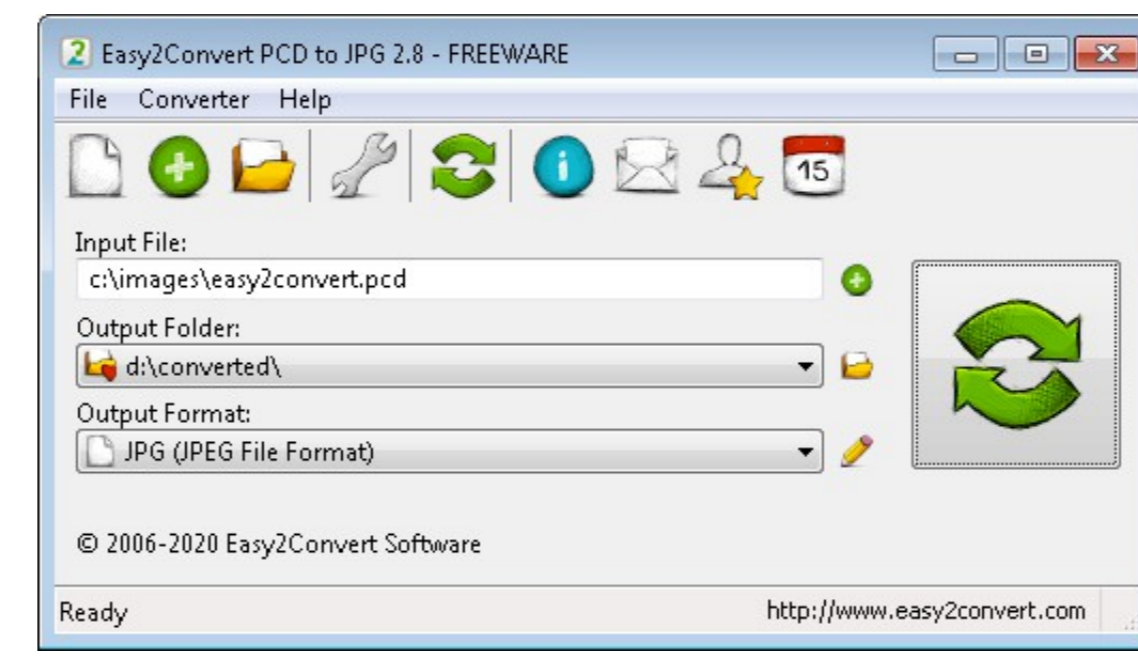 Easy2Convert PCD to JPG 2.8 - FREEWARE
File Converter Help
15
Input File:
c:\images\easy2convert.pcd
Output Folder:
d:\converted\
Output Format:
JPG (JPEG File Format)
© 2006-2020 Easy2Convert Software
Ready http://www.easy2convert.com